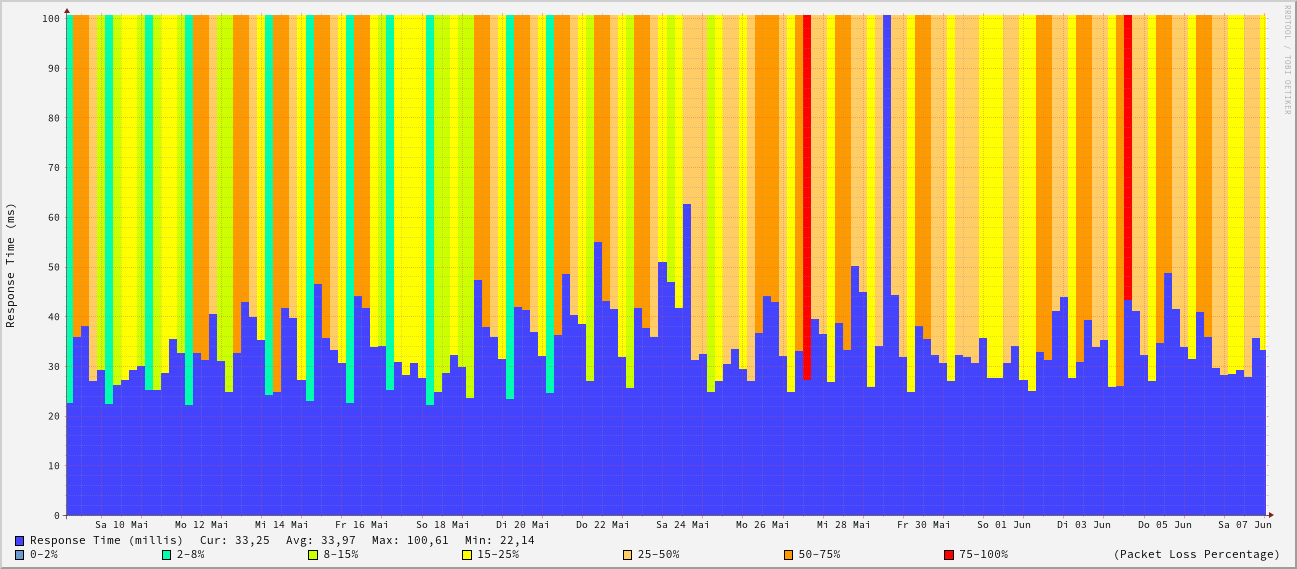 RRDTOOL / TOBI OETIKER
Response Time (ms)
100
90
80
70
60
50
40
30
20
10
0
Sa 10 Mai Mo 12 Mai Mi 14 Mai Fr 16 Mai So 18 Mai Di 20 Mai Do 22 Mai Sa 24 Mai Mo 26 Mai Mi 28 Mai Fr 30 Mai So 01 Jun Di 03 Jun Do 05 Jun Sa 07 Jun
Response Time (millis) Cur: 33,25 Avg: 33,97 Max: 100,61 Min: 22,14
0-2% 2-8% 8-15% 15-25% 25-50% 50-75% 75-100% (Packet Loss Percentage)